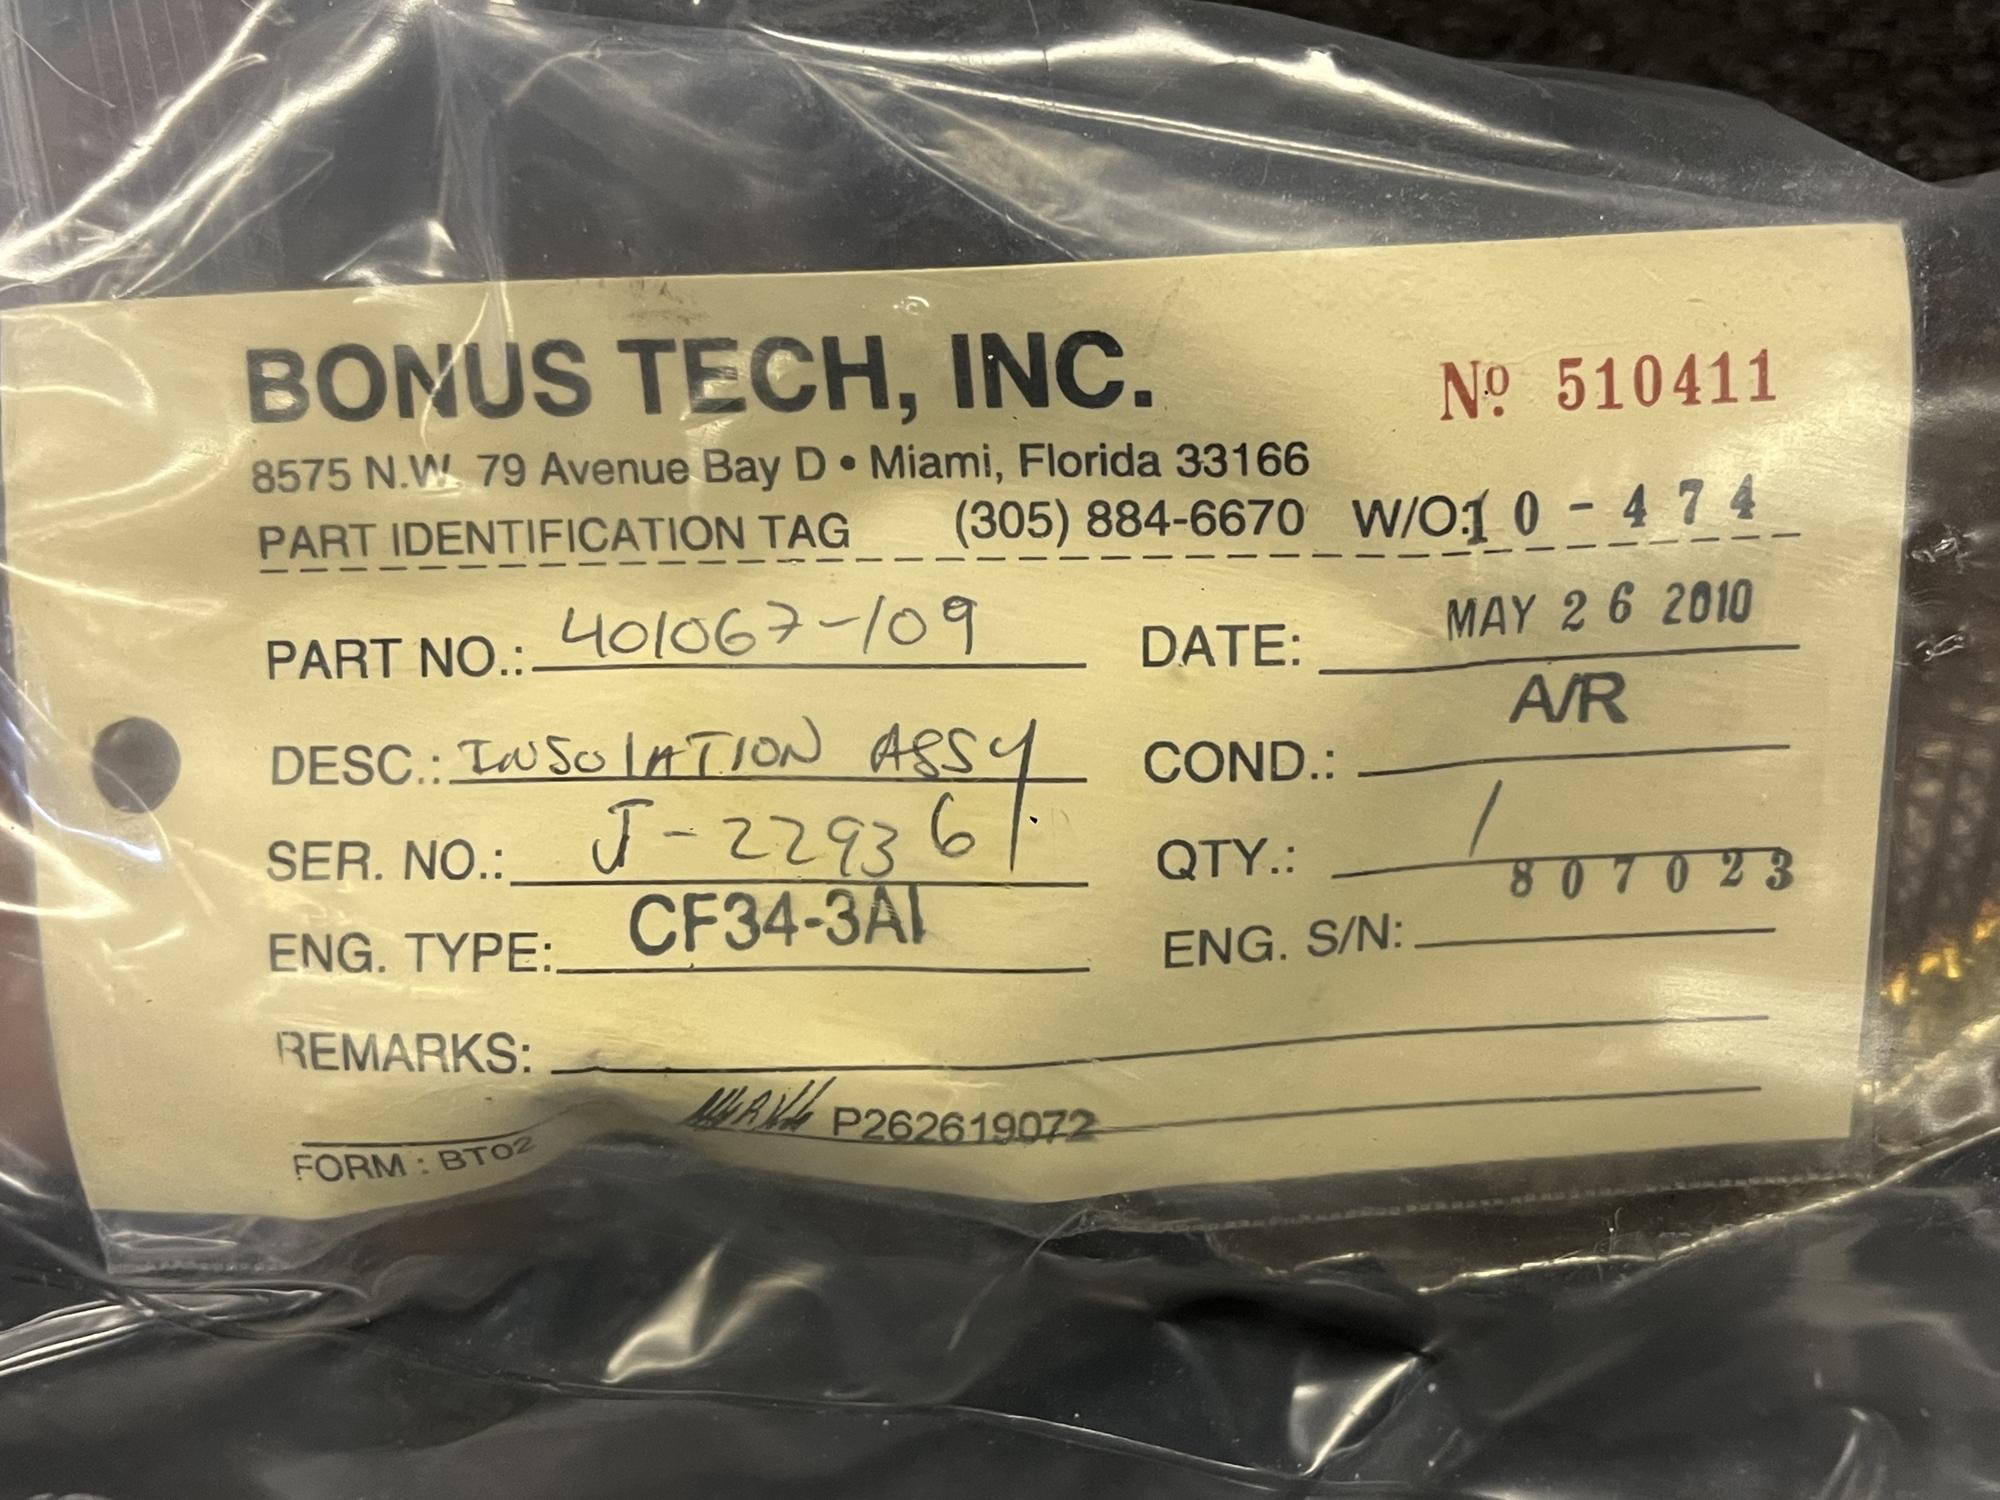 BONUS TECH, INC.
Nº 510411
8575 N.W. 79 Avenue Bay D • Miami, Florida 33166
PART IDENTIFICATION TAG (305) 884-6670 W/O:10-474
PART NO.: 401067-109 DATE: MAY 26 2010
DESC.: INSULATION ASSY COND.: A/R
SER. NO.: J-22936 QTY.: 1
ENG. TYPE: CF34-3A1 ENG. S/N: 807023
REMARKS:
P262619072
FORM : BT02